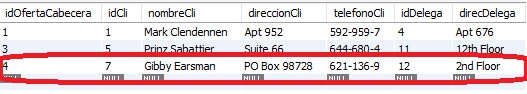 idOfertaCabecera idCli nombreCli direccionCli telefonoCli idDelega direcDelega
1 1 Mark Clendennen Apt 952 592-959-7 4 Apt 676
3 5 Prinz Sabattier Suite 66 644-680-4 11 12th Floor
4 7 Gibby Earsman PO Box 98728 621-136-9 12 2nd Floor
NULL NULL NULL NULL NULL NULL NULL